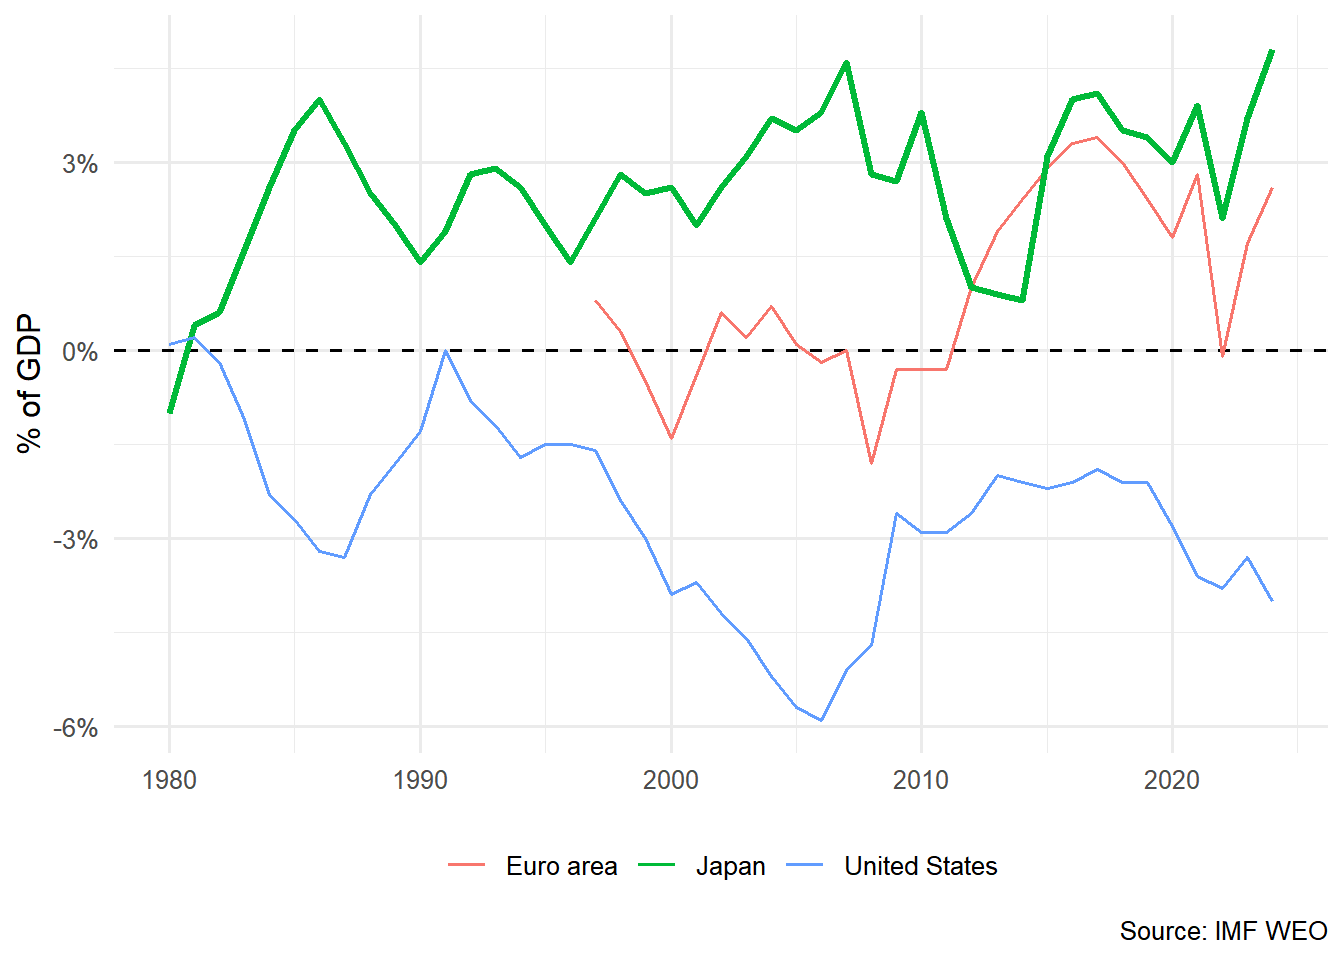 % of GDP
3%
0%
-3%
-6%
1980 1990 2000 2010 2020
Euro area Japan United States
Source: IMF WEO